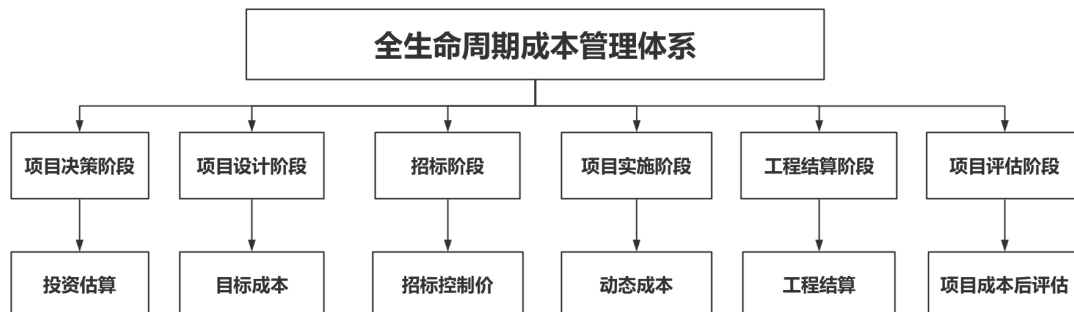 全生命周期成本管理体系
项目决策阶段
项目设计阶段
招标阶段
项目实施阶段
工程结算阶段
项目评估阶段
投资估算
目标成本
招标控制价
动态成本
工程结算
项目成本后评估